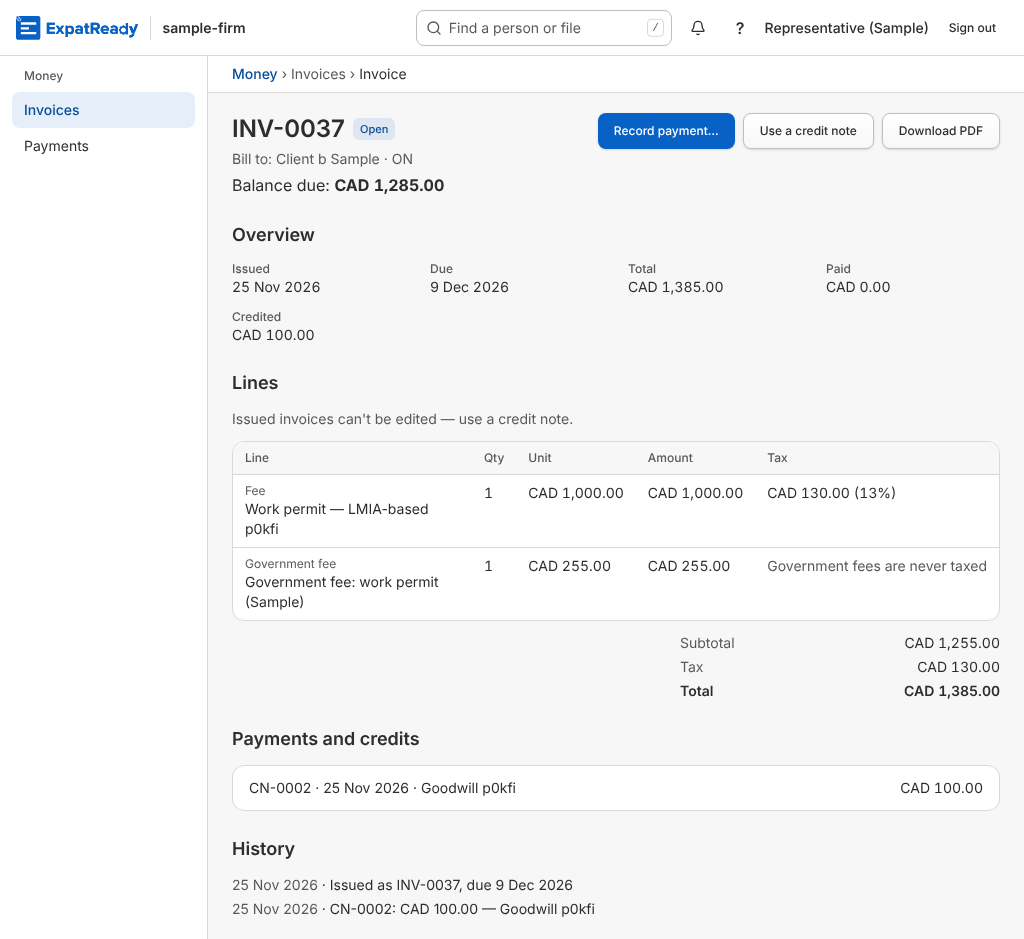 ExpatReady
sample-firm
Find a person or file
/
?
Representative (Sample)
Sign out
Money
Invoices
Payments
Money › Invoices › Invoice
INV-0037
Open
Record payment...
Use a credit note
Download PDF
Bill to: Client b Sample · ON
Balance due: CAD 1,285.00
Overview
Issued
25 Nov 2026
Due
9 Dec 2026
Total
CAD 1,385.00
Paid
CAD 0.00
Credited
CAD 100.00
Lines
Issued invoices can't be edited — use a credit note.
Line Qty Unit Amount Tax
Fee
Work permit — LMIA-based
p0kfi
1 CAD 1,000.00 CAD 1,000.00 CAD 130.00 (13%)
Government fee
Government fee: work permit
(Sample)
1 CAD 255.00 CAD 255.00 Government fees are never taxed
Subtotal CAD 1,255.00
Tax CAD 130.00
Total CAD 1,385.00
Payments and credits
CN-0002 · 25 Nov 2026 · Goodwill p0kfi CAD 100.00
History
25 Nov 2026 · Issued as INV-0037, due 9 Dec 2026
25 Nov 2026 · CN-0002: CAD 100.00 — Goodwill p0kfi